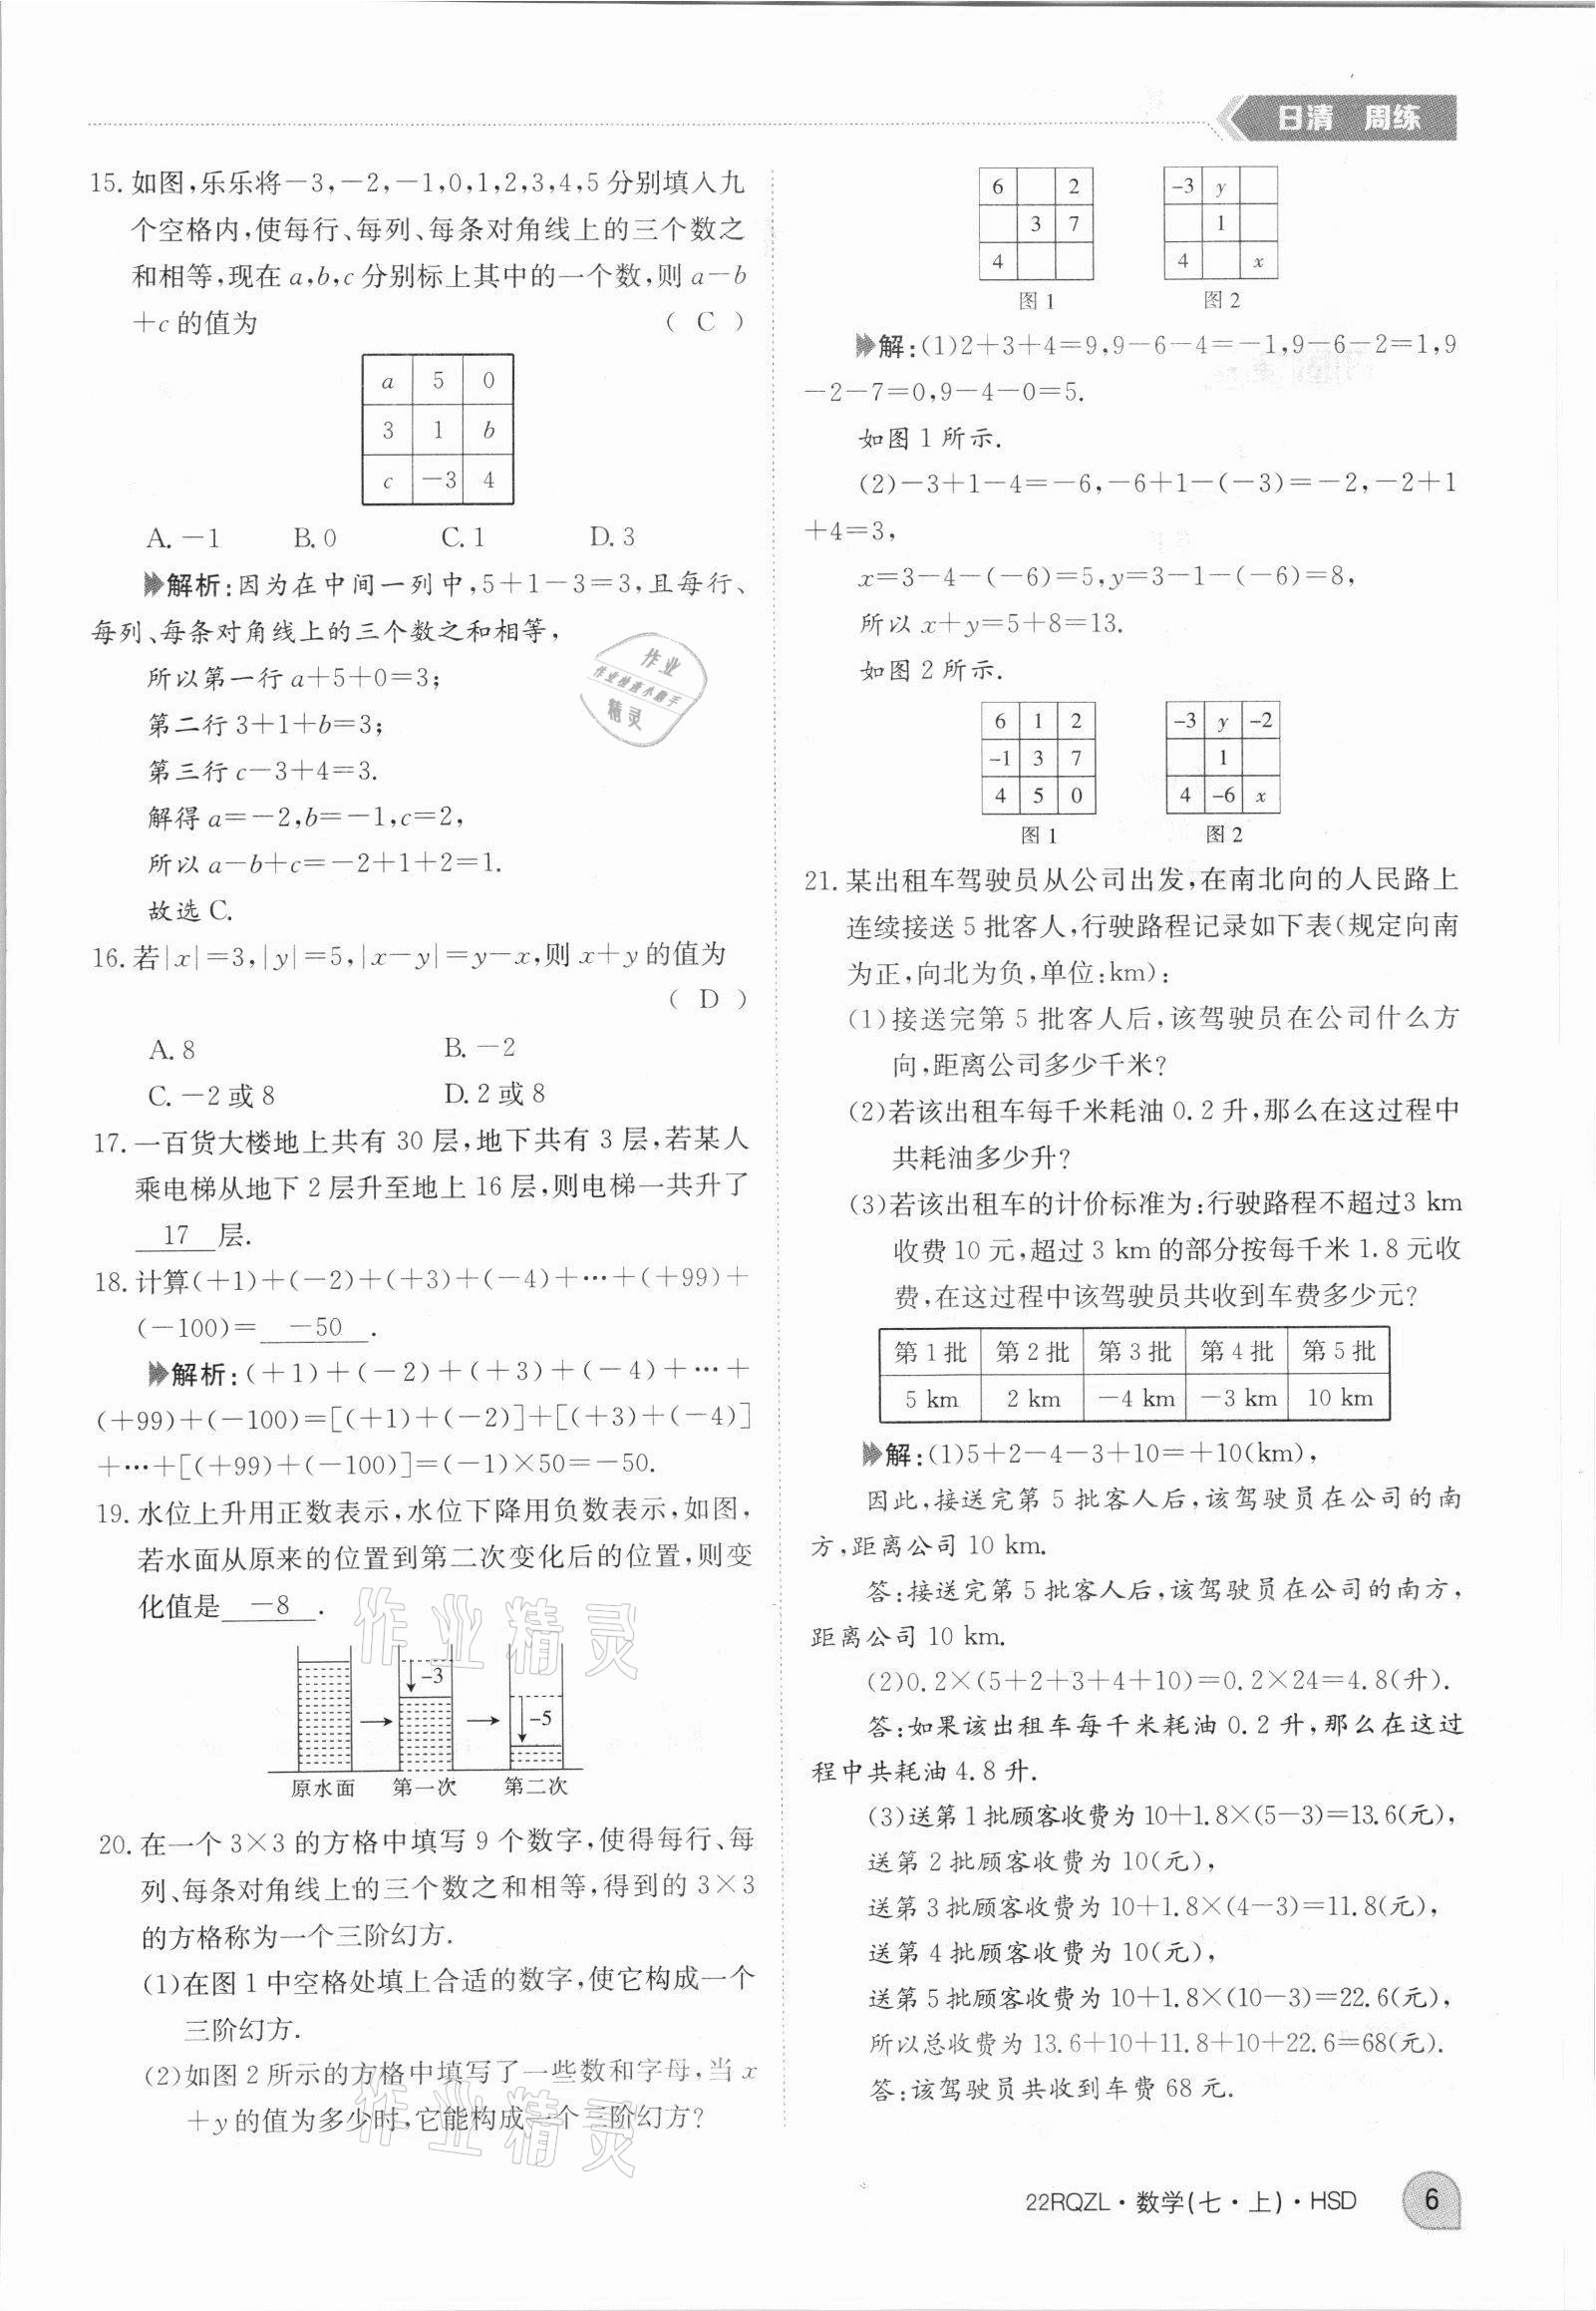 日清 周练
15. 如图,乐乐将-3,-2,-1,0,1,2,3,4,5分别填入九
个空格内,使每行、每列、每条对角线上的三个数之
和相等,现在a,b,c分别标上其中的一个数,则a-b
+c的值为 ( C )
a 5 0
3 1 b
c -3 4
A. -1 B. 0 C. 1 D. 3
解析:因为在中间一列中,5+1-3=3,且每行、
每列、每条对角线上的三个数之和相等,
所以第一行a+5+0=3;
第二行3+1+b=3;
第三行c-3+4=3.
解得a=-2,b=-1,c=2,
所以a-b+c=-2+1+2=1.
故选C.
16. 若|x|=3,|y|=5,|x-y|=y-x,则x+y的值为
( D )
A. 8 B. -2
C. -2或8 D. 2或8
17. 一百货大楼地上共有30层,地下共有3层,若某人
乘电梯从地下2层升至地上16层,则电梯一共升了
17 层.
18. 计算(+1)+(-2)+(+3)+(-4)+…+(+99)+
(-100)= -50 .
解析:(+1)+(-2)+(+3)+(-4)+…+
(+99)+(-100)=[(+1)+(-2)]+[(+3)+(-4)]
+…+[(+99)+(-100)]=(-1)×50=-50.
19. 水位上升用正数表示,水位下降用负数表示,如图,
若水面从原来的位置到第二次变化后的位置,则变
化值是 -8 .
-3
-5
原水面 第一次 第二次
20. 在一个3×3的方格中填写9个数字,使得每行、每
列、每条对角线上的三个数之和相等,得到的3×3
的方格称为一个三阶幻方.
(1)在图1中空格处填上合适的数字,使它构成一个
三阶幻方.
(2)如图2所示的方格中填写了一些数和字母,当x
+y的值为多少时,它能构成一个三阶幻方?
作业
作业检查小助手
精灵
作业精灵
作业精灵
6 2 -3 y
3 7 1
4 4 x
图1 图2
解:(1)2+3+4=9,9-6-4=-1,9-6-2=1,9
-2-7=0,9-4-0=5.
如图1所示.
(2)-3+1-4=-6,-6+1-(-3)=-2,-2+1
+4=3,
x=3-4-(-6)=5,y=3-1-(-6)=8,
所以x+y=5+8=13.
如图2所示.
6 1 2 -3 y -2
-1 3 7 1
4 5 0 4 -6 x
图1 图2
21. 某出租车驾驶员从公司出发,在南北向的人民路上
连续接送5批客人,行驶路程记录如下表(规定向南
为正,向北为负,单位:km):
(1)接送完第5批客人后,该驾驶员在公司什么方
向,距离公司多少千米?
(2)若该出租车每千米耗油0.2升,那么在这过程中
共耗油多少升?
(3)若该出租车的计价标准为:行驶路程不超过3 km
收费10元,超过3 km的部分按每千米1.8元收
费,在这过程中该驾驶员共收到车费多少元?
第1批 第2批 第3批 第4批 第5批
5 km 2 km -4 km -3 km 10 km
解:(1)5+2-4-3+10=+10(km),
因此,接送完第5批客人后,该驾驶员在公司的南
方,距离公司10 km.
答:接送完第5批客人后,该驾驶员在公司的南方,
距离公司10 km.
(2)0.2×(5+2+3+4+10)=0.2×24=4.8(升).
答:如果该出租车每千米耗油0.2升,那么在这过
程中共耗油4.8升.
(3)送第1批顾客收费为10+1.8×(5-3)=13.6(元),
送第2批顾客收费为10(元),
送第3批顾客收费为10+1.8×(4-3)=11.8(元),
送第4批顾客收费为10(元),
送第5批顾客收费为10+1.8×(10-3)=22.6(元),
所以总收费为13.6+10+11.8+10+22.6=68(元).
答:该驾驶员共收到车费68元.
22RQZL·数学(七·上)·HSD 6